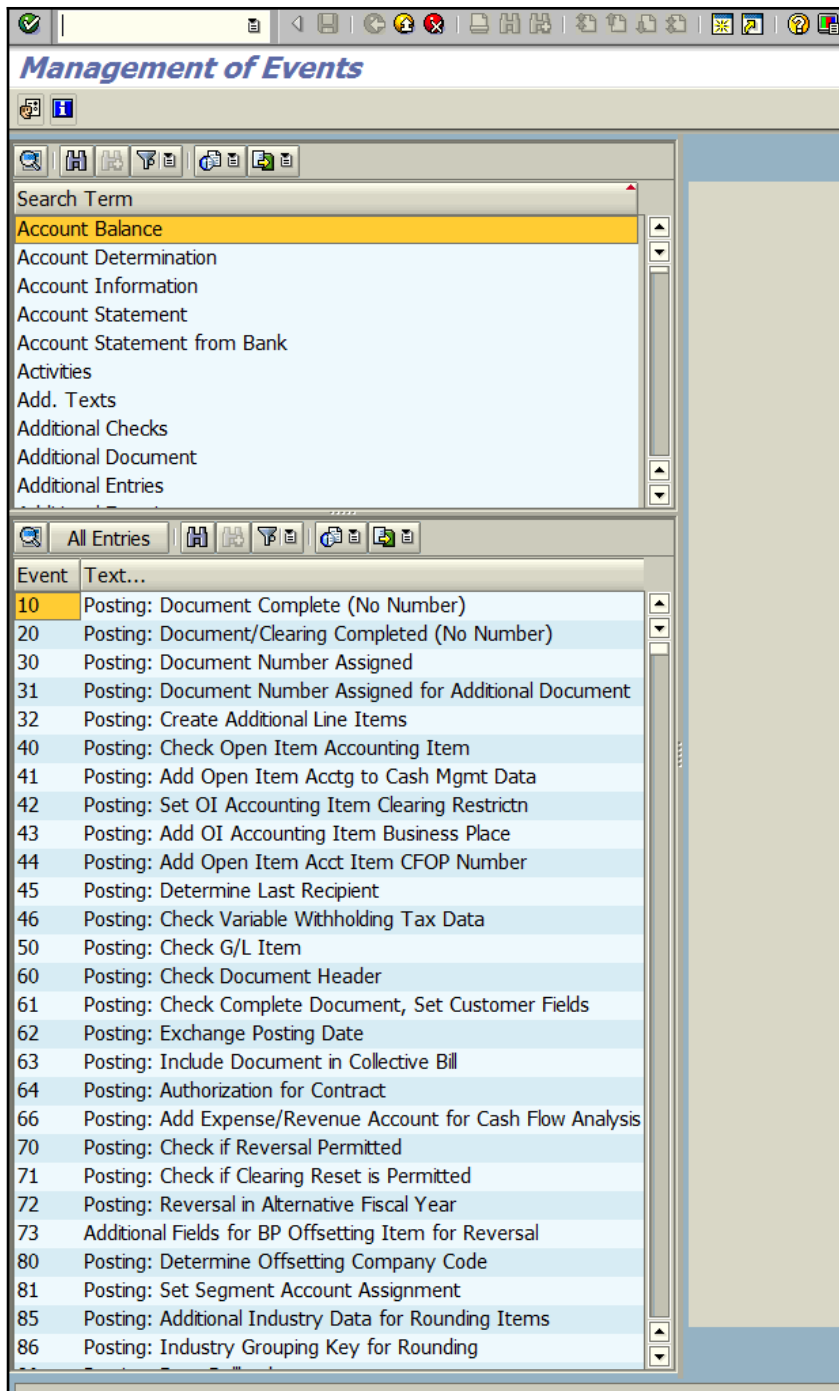 Management of Events
Search Term
Account Balance
Account Determination
Account Information
Account Statement
Account Statement from Bank
Activities
Add. Texts
Additional Checks
Additional Document
Additional Entries
All Entries
Event Text...
10 Posting: Document Complete (No Number)
20 Posting: Document/Clearing Completed (No Number)
30 Posting: Document Number Assigned
31 Posting: Document Number Assigned for Additional Document
32 Posting: Create Additional Line Items
40 Posting: Check Open Item Accounting Item
41 Posting: Add Open Item Acctg to Cash Mgmt Data
42 Posting: Set OI Accounting Item Clearing Restrictn
43 Posting: Add OI Accounting Item Business Place
44 Posting: Add Open Item Acct Item CFOP Number
45 Posting: Determine Last Recipient
46 Posting: Check Variable Withholding Tax Data
50 Posting: Check G/L Item
60 Posting: Check Document Header
61 Posting: Check Complete Document, Set Customer Fields
62 Posting: Exchange Posting Date
63 Posting: Include Document in Collective Bill
64 Posting: Authorization for Contract
66 Posting: Add Expense/Revenue Account for Cash Flow Analysis
70 Posting: Check if Reversal Permitted
71 Posting: Check if Clearing Reset is Permitted
72 Posting: Reversal in Alternative Fiscal Year
73 Additional Fields for BP Offsetting Item for Reversal
80 Posting: Determine Offsetting Company Code
81 Posting: Set Segment Account Assignment
85 Posting: Additional Industry Data for Rounding Items
86 Posting: Industry Grouping Key for Rounding